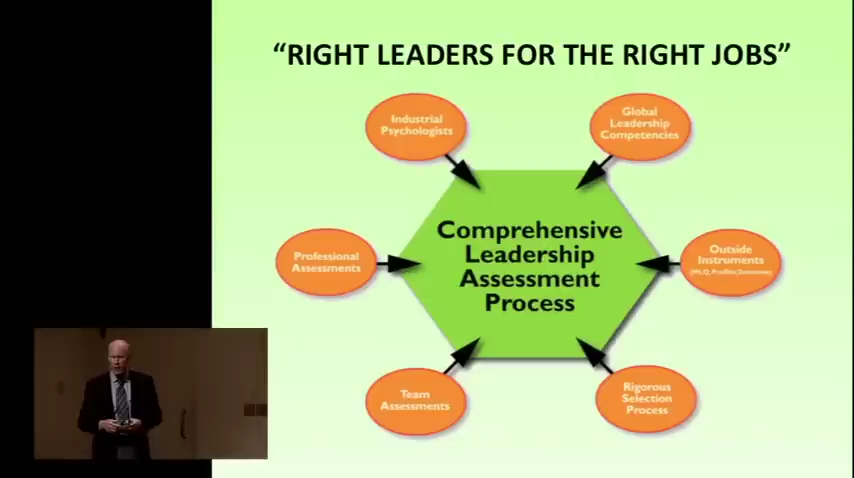 “RIGHT LEADERS FOR THE RIGHT JOBS”
Industrial
Psychologists
Global
Leadership
Competencies
Comprehensive
Leadership
Assessment
Process
Professional
Assessments
Outside
Instruments
Team
Assessments
Rigorous
Selection
Process